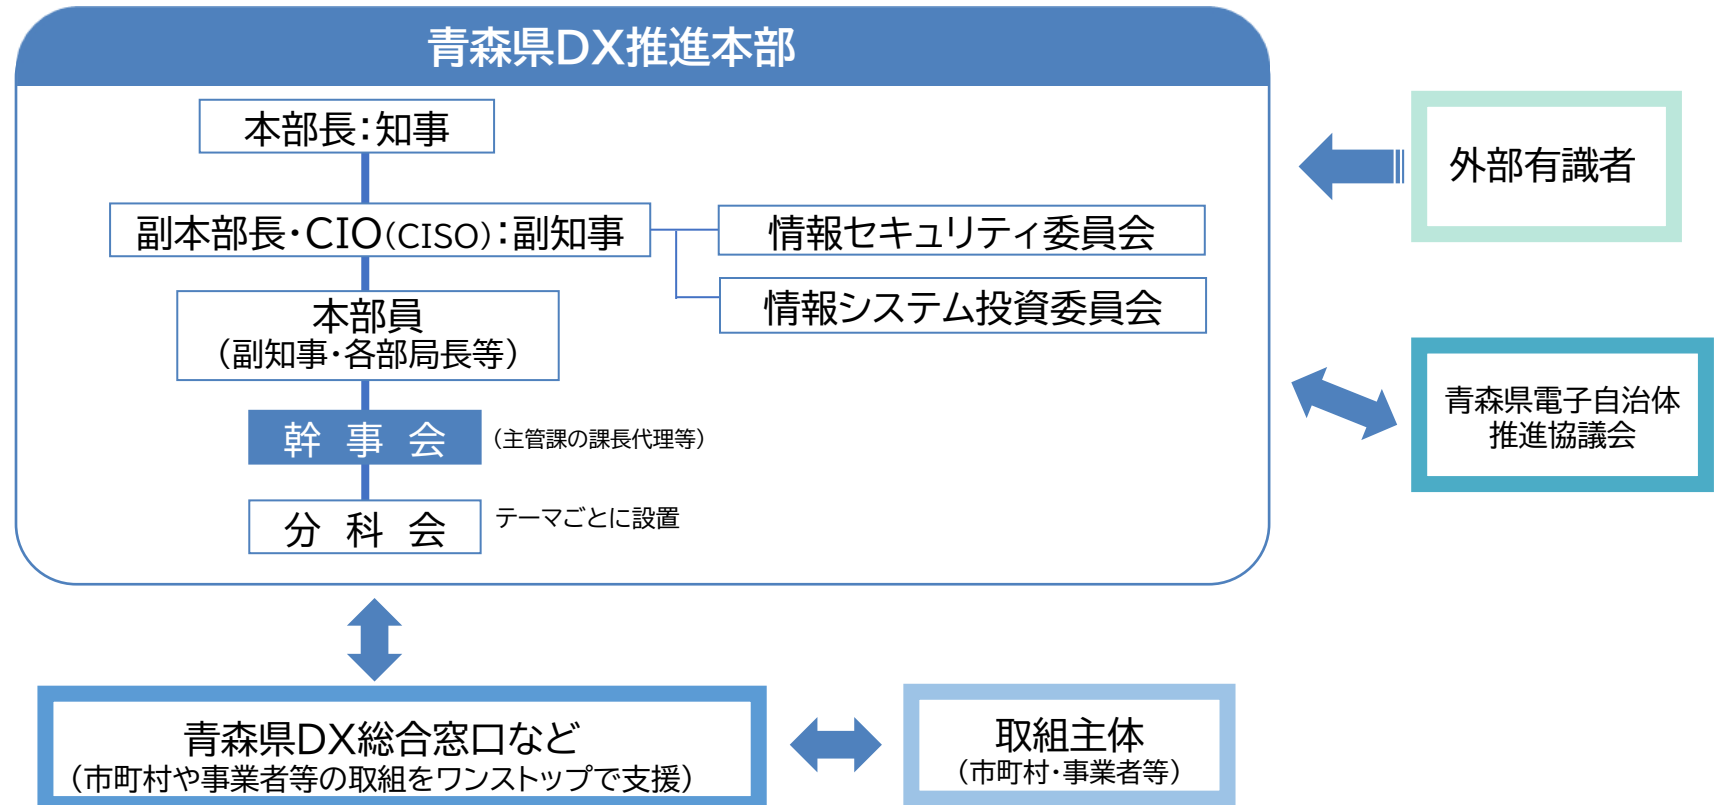 青森県DX推進本部
本部長：知事
副本部長・CIO(CISO)：副知事
情報セキュリティ委員会
情報システム投資委員会
本部員
（副知事・各部局長等）
幹 事 会
（主管課の課長代理等）
分 科 会
テーマごとに設置
外部有識者
青森県電子自治体
推進協議会
青森県DX総合窓口など
（市町村や事業者等の取組をワンストップで支援）
取組主体
（市町村・事業者等）